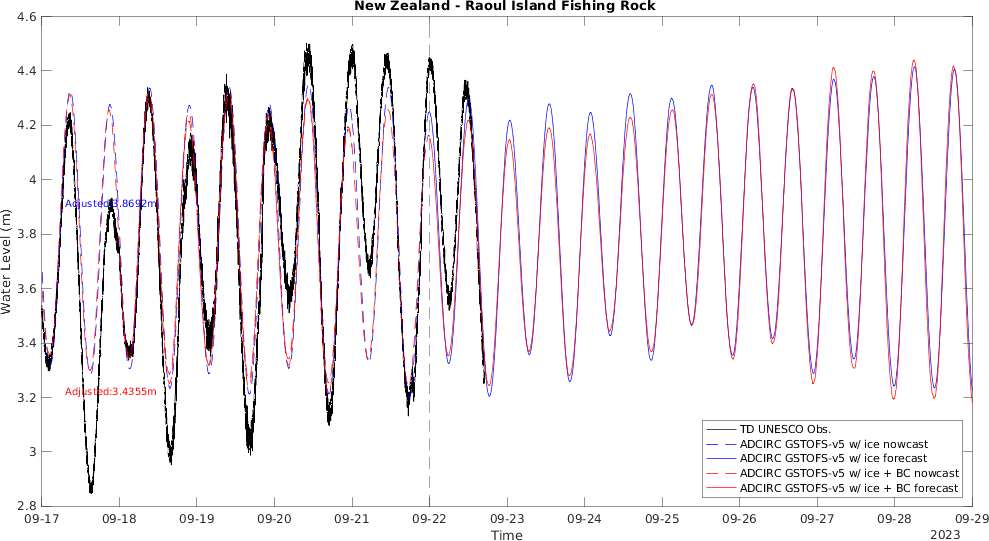 New Zealand - Raoul Island Fishing Rock
4.6
4.4
4.2
4
3.8
3.6
3.4
3.2
3
2.8
Water Level (m)
Adjusted:3.8692m
Adjusted:3.4355m
TD UNESCO Obs.
ADCIRC GSTOFS-v5 w/ ice nowcast
ADCIRC GSTOFS-v5 w/ ice forecast
ADCIRC GSTOFS-v5 w/ ice + BC nowcast
ADCIRC GSTOFS-v5 w/ ice + BC forecast
09-17 09-18 09-19 09-20 09-21 09-22 09-23 09-24 09-25 09-26 09-27 09-28 09-29
Time
2023